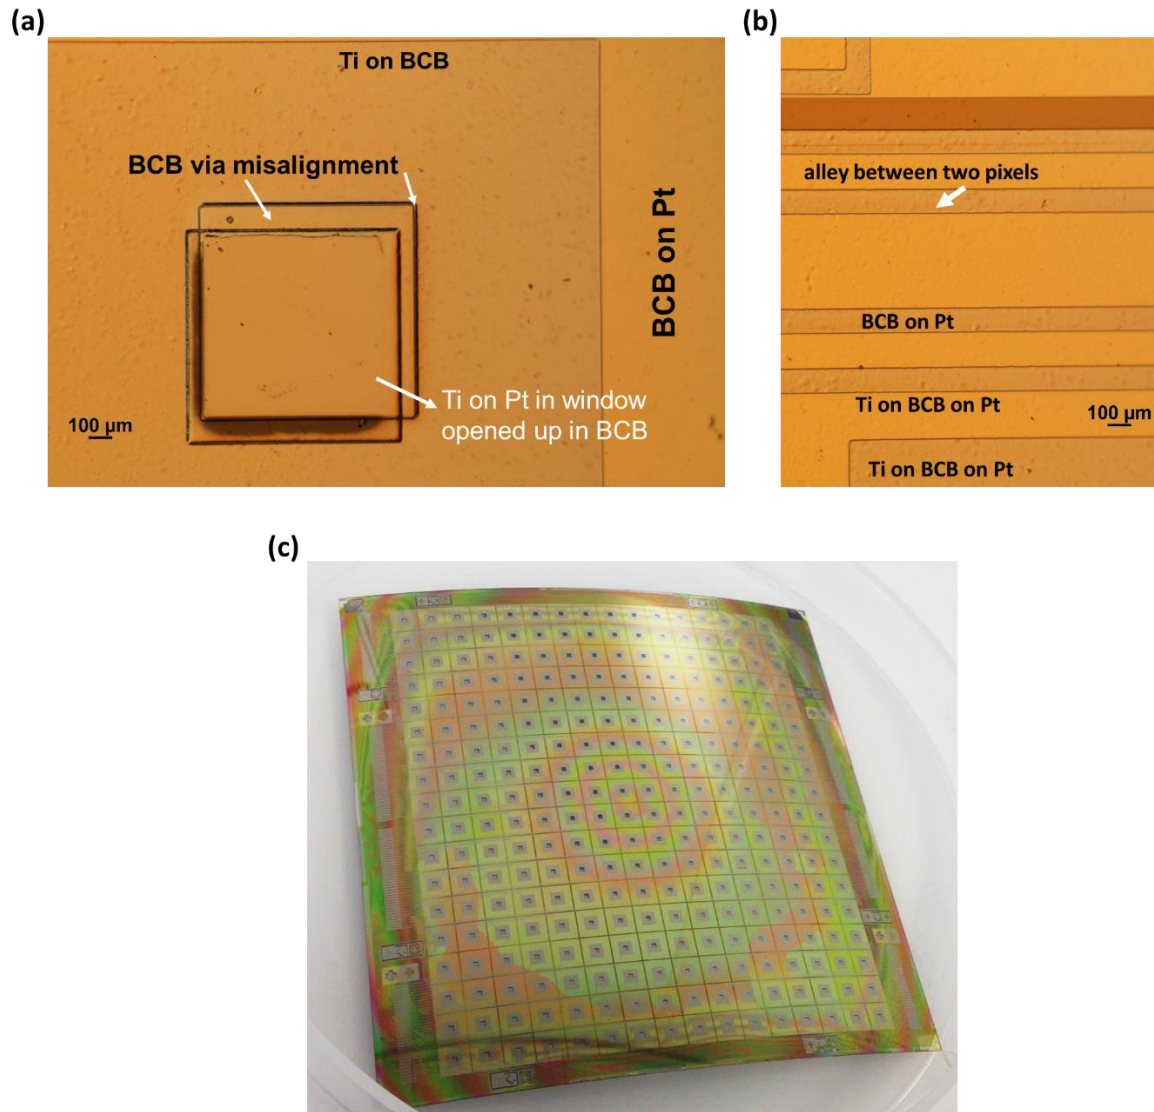 (a)
Ti on BCB
BCB via misalignment
BCB on Pt
Ti on Pt in window
opened up in BCB
100 µm
(b)
alley between two pixels
BCB on Pt
Ti on BCB on Pt
100 µm
Ti on BCB on Pt
(c)